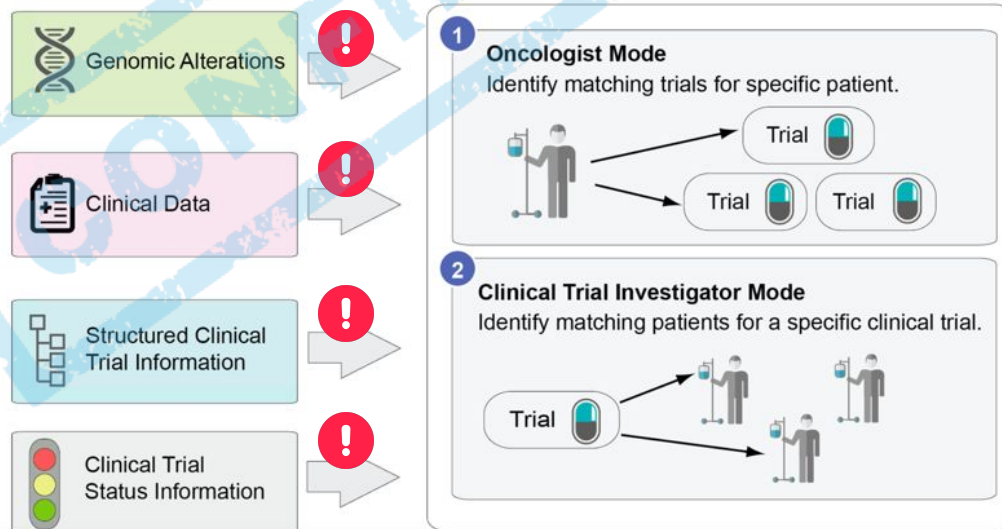 Genomic Alterations
Clinical Data
Structured Clinical
Trial Information
Clinical Trial
Status Information
1
Oncologist Mode
Identify matching trials for specific patient.
Trial
Trial
Trial
2
Clinical Trial Investigator Mode
Identify matching patients for a specific clinical trial.
Trial